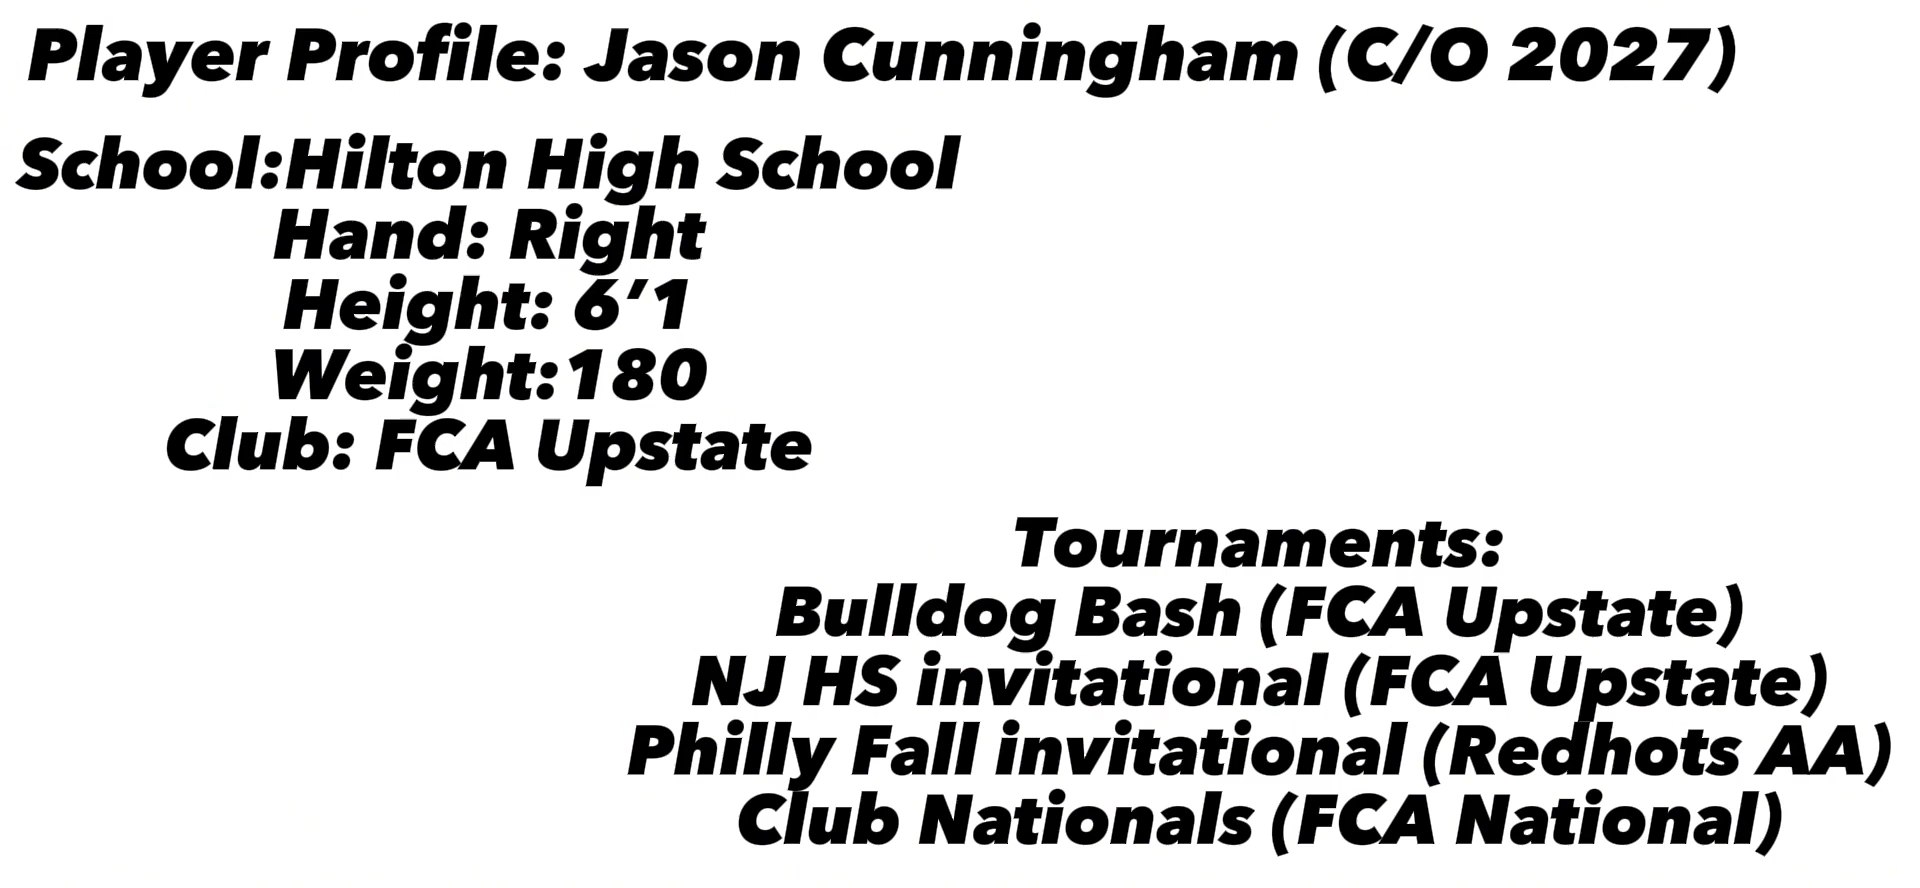 Player Profile: Jason Cunningham (C/O 2027)
School:Hilton High School
Hand: Right
Height: 6’1
Weight:180
Club: FCA Upstate
Tournaments:
Bulldog Bash (FCA Upstate)
NJ HS invitational (FCA Upstate)
Philly Fall invitational (Redhots AA)
Club Nationals (FCA National)